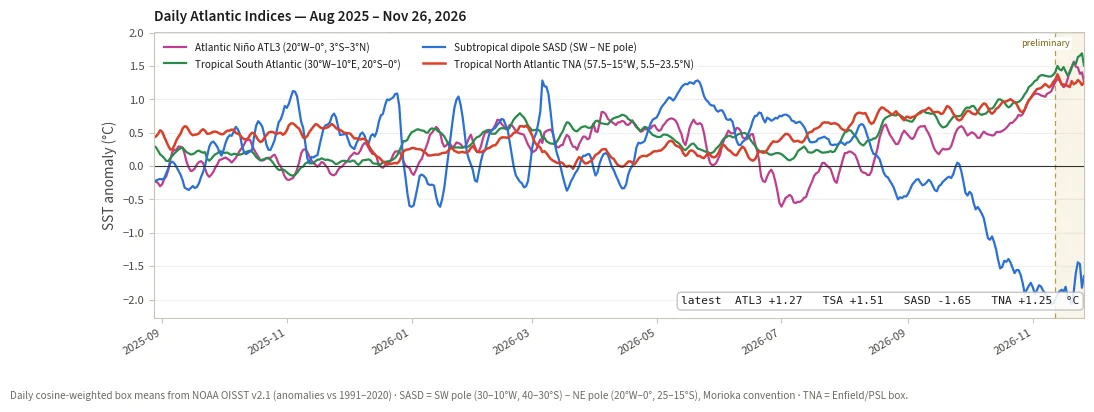 Daily Atlantic Indices — Aug 2025 – Nov 26, 2026
Atlantic Niño ATL3 (20°W–0°, 3°S–3°N)
Tropical South Atlantic (30°W–10°E, 20°S–0°)
Subtropical dipole SASD (SW – NE pole)
Tropical North Atlantic TNA (57.5–15°W, 5.5–23.5°N)
preliminary
SST anomaly (°C)
2.0
1.5
1.0
0.5
0.0
−0.5
−1.0
−1.5
−2.0
latest ATL3 +1.27 TSA +1.51 SASD -1.65 TNA +1.25 °C
2025-09
2025-11
2026-01
2026-03
2026-05
2026-07
2026-09
2026-11
Daily cosine-weighted box means from NOAA OISST v2.1 (anomalies vs 1991–2020) · SASD = SW pole (30–10°W, 40–30°S) − NE pole (20°W–0°, 25–15°S), Morioka convention · TNA = Enfield/PSL box.